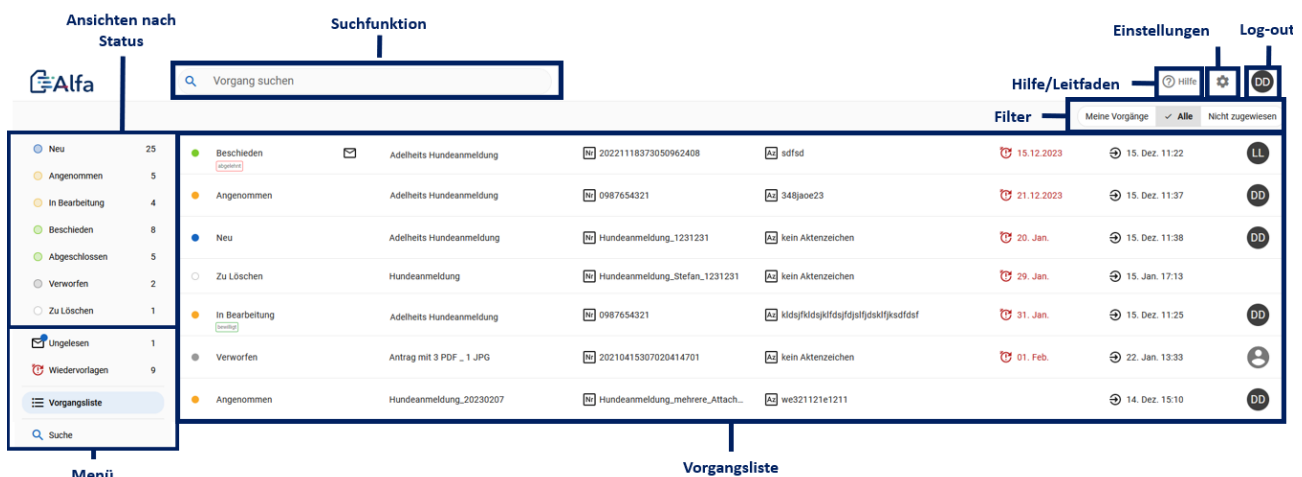 Ansichten nach
Status
Suchfunktion
Einstellungen
Log-out
Alfa
Vorgang suchen
Hilfe/Leitfaden
Hilfe
DD
Filter
Meine Vorgänge Alle Nicht zugewiesen
Neu 25
Angenommen 5
In Bearbeitung 4
Beschieden 8
Abgeschlossen 5
Verworfen 2
Zu Löschen 1
Ungelesen 1
Wiedervorlagen 9
Vorgangsliste
Suche
Menü
Beschieden Adelheits Hundeanmeldung Nr 20221118373050962408 Az sdfsd 15.12.2023 15. Dez. 11:22 LL
abgelehnt
Angenommen Adelheits Hundeanmeldung Nr 0987654321 Az 348jaoe23 21.12.2023 15. Dez. 11:37 DD
Neu Adelheits Hundeanmeldung Nr Hundeanmeldung_1231231 Az kein Aktenzeichen 20. Jan. 15. Dez. 11:38 DD
Zu Löschen Hundeanmeldung Nr Hundeanmeldung_Stefan_1231231 Az kein Aktenzeichen 29. Jan. 15. Jan. 17:13
In Bearbeitung Adelheits Hundeanmeldung Nr 0987654321 Az kldsjfkldsjklfdsjfdjslfjdsklfjksdfdsf 31. Jan. 15. Dez. 11:25 DD
bewilligt
Verworfen Antrag mit 3 PDF _ 1 JPG Nr 20210415307020414701 Az kein Aktenzeichen 01. Feb. 22. Jan. 13:33
Angenommen Hundeanmeldung_20230207 Nr Hundeanmeldung_mehrere_Attach... Az we321121e1211 14. Dez. 15:10 DD
Vorgangsliste